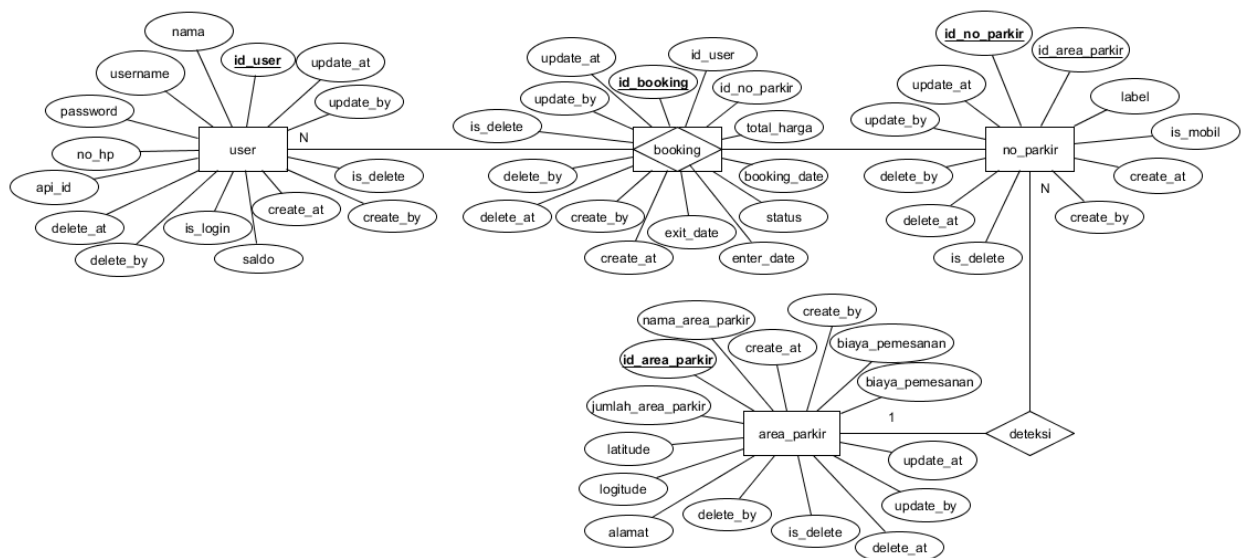 nama
id_user
username
update_at
update_by
password
user
N
no_hp
api_id
is_delete
create_by
create_at
delete_at
is_login
delete_by
saldo
update_at
id_user
id_booking
update_by
id_no_parkir
is_delete
total_harga
booking
delete_by
booking_date
delete_at
create_by
status
exit_date
create_at
enter_date
id_no_parkir
id_area_parkir
update_at
label
update_by
is_mobil
no_parkir
delete_by
create_at
N
delete_at
create_by
is_delete
create_by
nama_area_parkir
create_at
biaya_pemesanan
id_area_parkir
biaya_pemesanan
jumlah_area_parkir
1
area_parkir
deteksi
latitude
update_at
logitude
update_by
delete_by
is_delete
alamat
delete_at